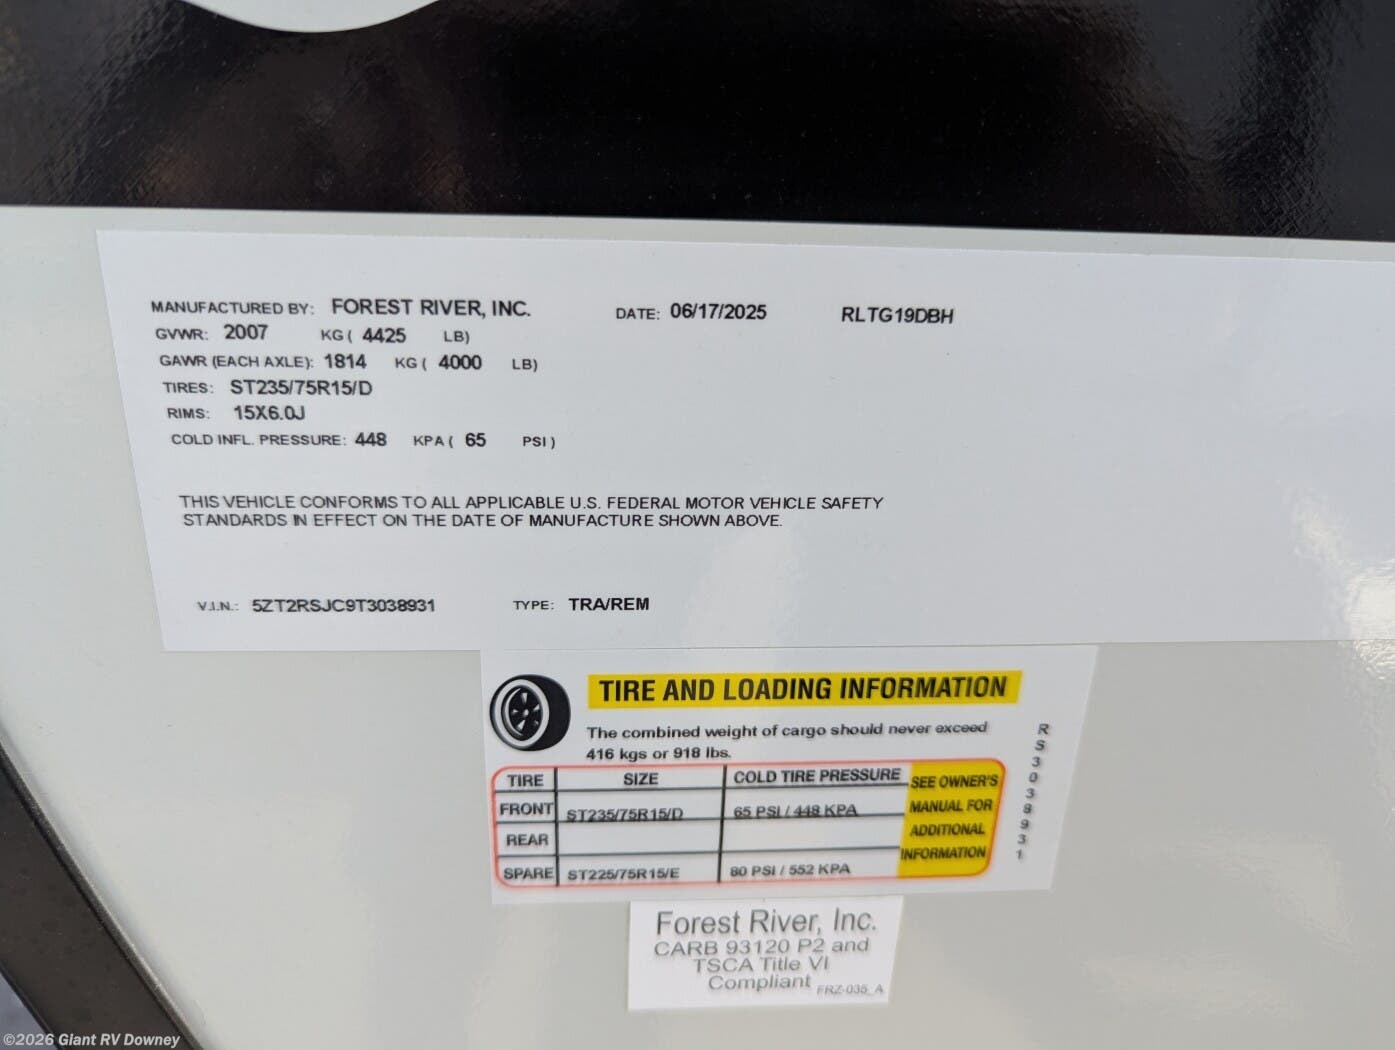 MANUFACTURED BY: FOREST RIVER, INC. DATE: 06/17/2025 RLTG19DBH
GVWR: 2007 KG ( 4425 LB)
GAWR (EACH AXLE): 1814 KG ( 4000 LB)
TIRES: ST235/75R15/D
RIMS: 15X6.0J
COLD INFL. PRESSURE: 448 KPA ( 65 PSI )
THIS VEHICLE CONFORMS TO ALL APPLICABLE U.S. FEDERAL MOTOR VEHICLE SAFETY
STANDARDS IN EFFECT ON THE DATE OF MANUFACTURE SHOWN ABOVE.
V.I.N.: 5ZT2RSJC9T3038931 TYPE: TRA/REM
TIRE AND LOADING INFORMATION
The combined weight of cargo should never exceed
416 kgs or 918 lbs.
TIRE SIZE COLD TIRE PRESSURE
FRONT ST235/75R15/D 65 PSI / 448 KPA
REAR
SPARE ST225/75R15/E 80 PSI / 552 KPA
SEE OWNER'S
MANUAL FOR
ADDITIONAL
INFORMATION
RS3038931
Forest River, Inc.
CARB 93120 P2 and
TSCA Title VI
Compliant FRZ-035_A
©2026 Giant RV Downey